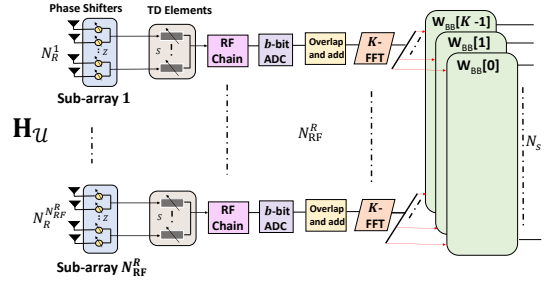 Phase Shifters TD Elements
W_BB[K -1]
W_BB[1]
W_BB[0]
N_R^1
z
S
RF Chain
b-bit ADC
Overlap and add
K-FFT
Sub-array 1
H_𝒰
N_RF^R
N_s
N_R^{N_RF^R}
z
S
RF Chain
b-bit ADC
Overlap and add
K-FFT
Sub-array N_RF^R